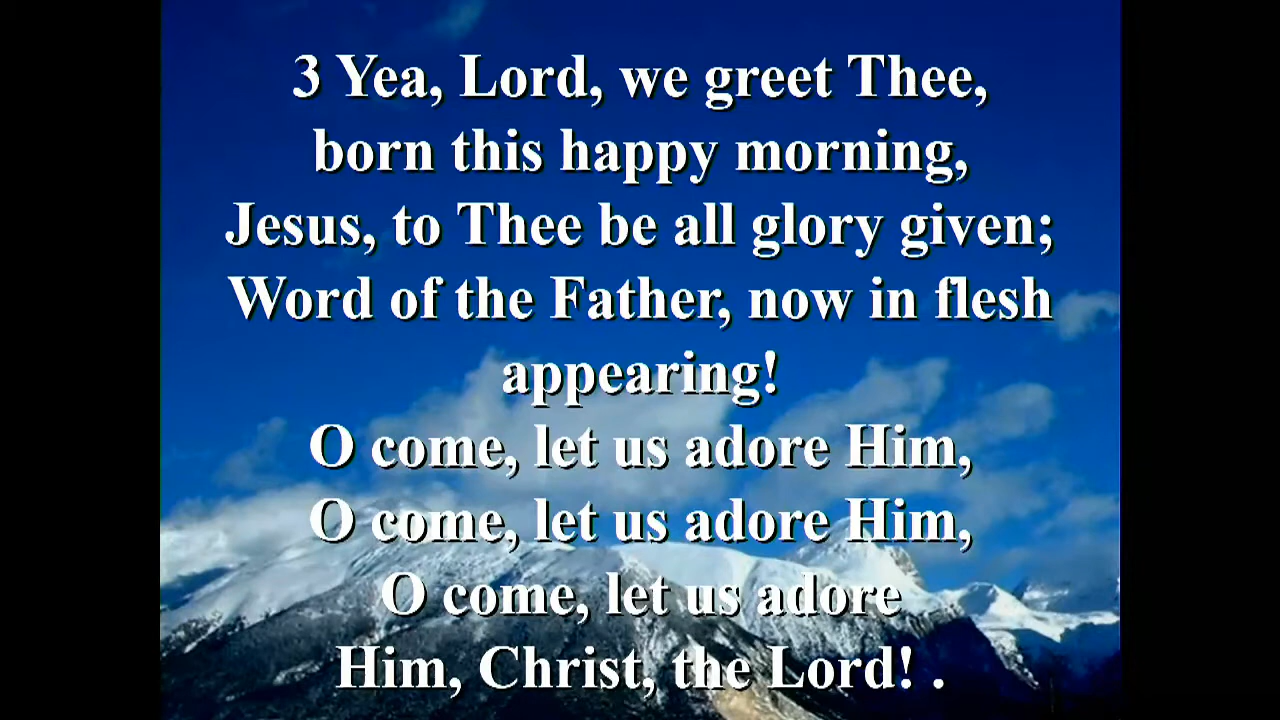 3 Yea, Lord, we greet Thee,
born this happy morning,
Jesus, to Thee be all glory given;
Word of the Father, now in flesh
appearing!
O come, let us adore Him,
O come, let us adore Him,
O come, let us adore
Him, Christ, the Lord! .